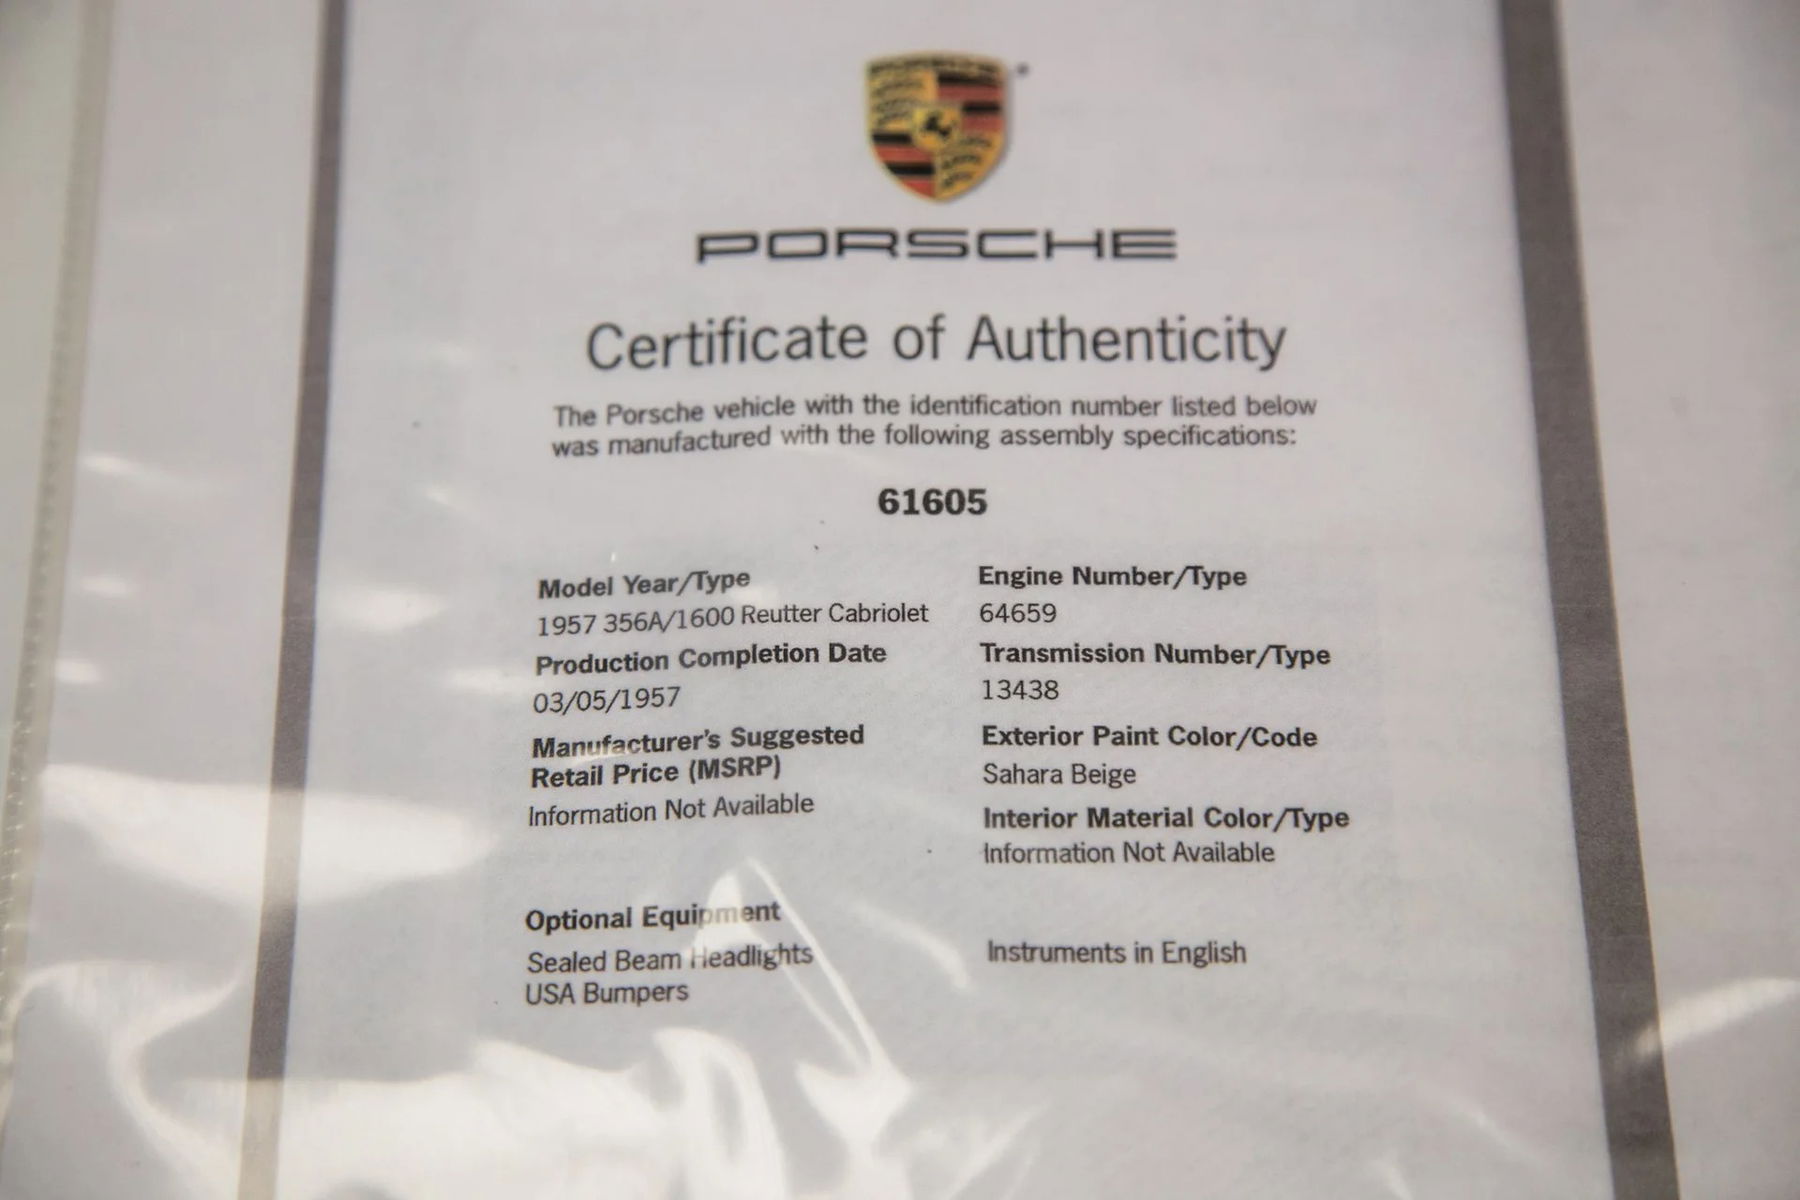 PORSCHE
Certificate of Authenticity
The Porsche vehicle with the identification number listed below
was manufactured with the following assembly specifications:
61605
Model Year/Type
1957 356A/1600 Reutter Cabriolet
Production Completion Date
03/05/1957
Manufacturer's Suggested
Retail Price (MSRP)
Information Not Available
Engine Number/Type
64659
Transmission Number/Type
13438
Exterior Paint Color/Code
Sahara Beige
Interior Material Color/Type
Information Not Available
Optional Equipment
Sealed Beam Headlights
USA Bumpers
Instruments in English